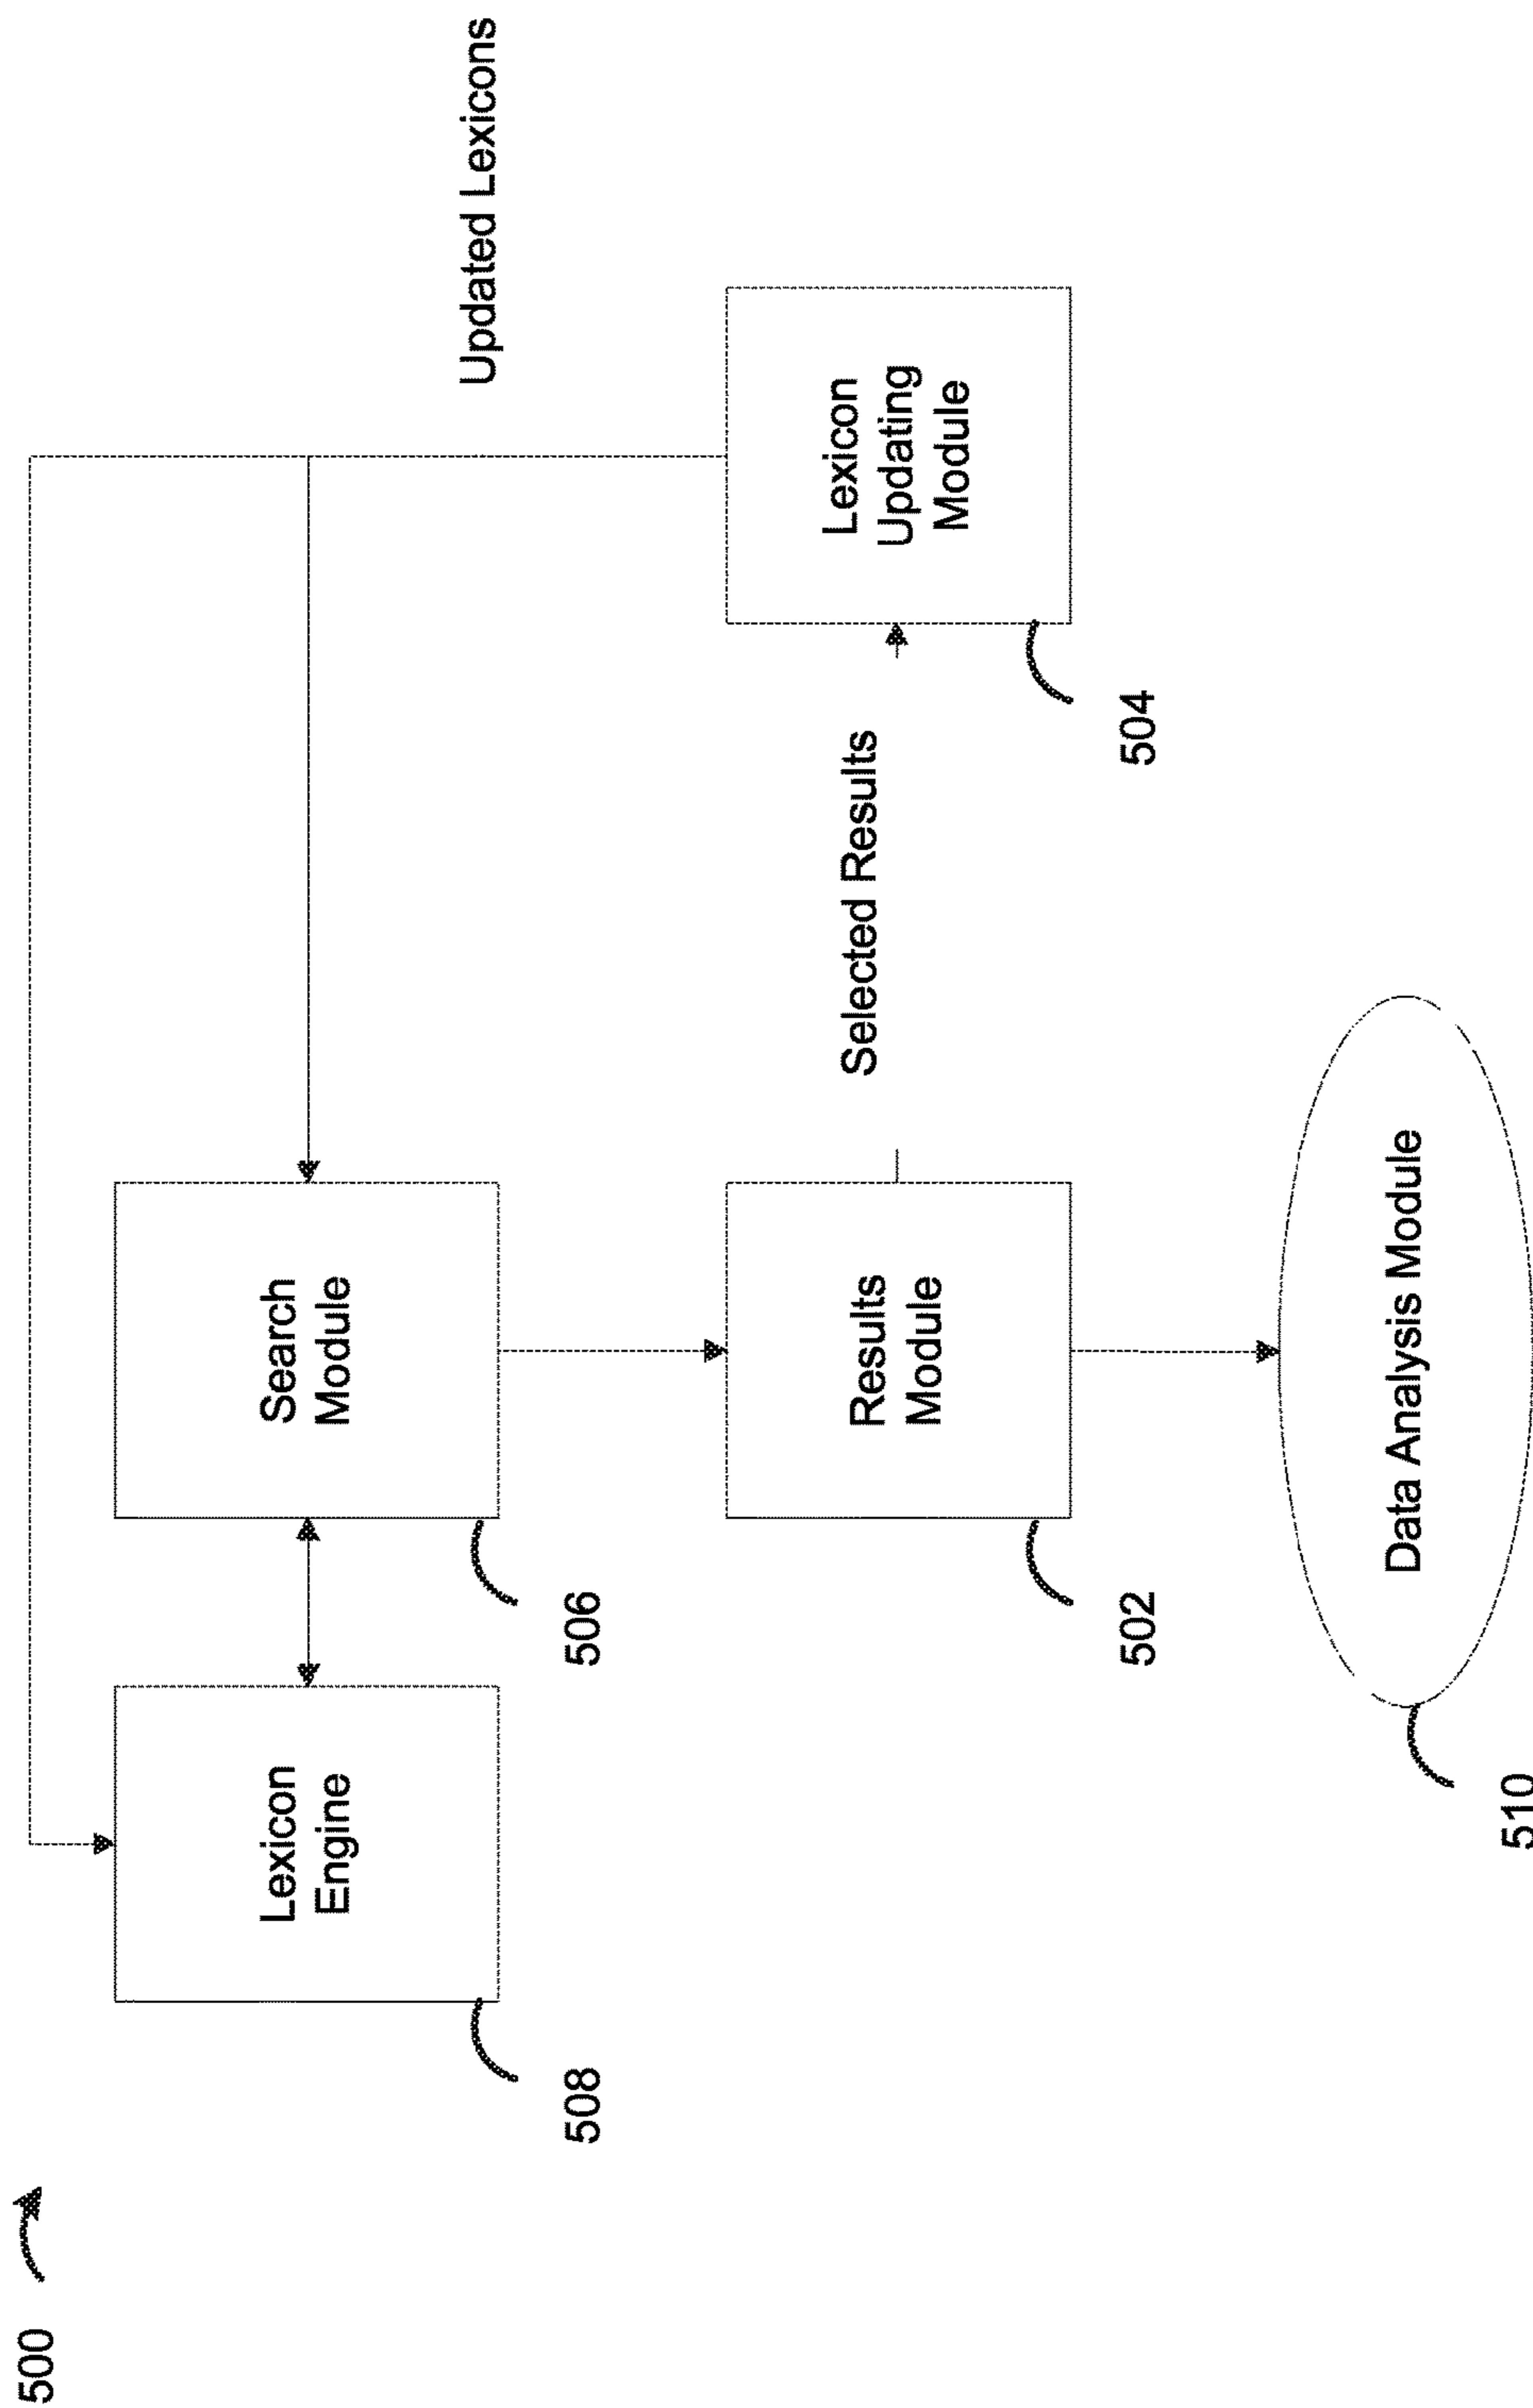 500
Updated Lexicons
Lexicon
Engine
508
Search
Module
506
Results
Module
502
Selected Results
Lexicon
Updating
Module
504
Data Analysis Module
510